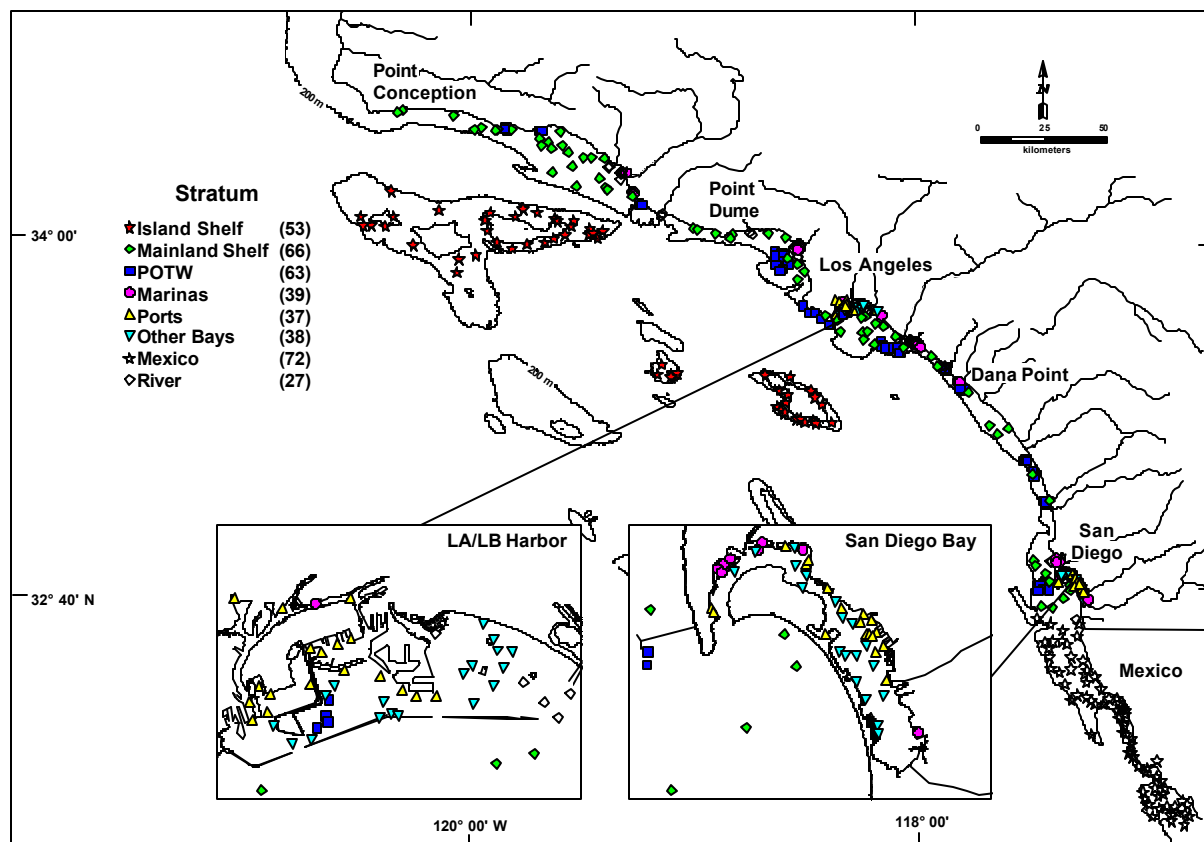 Point
Conception
200 m
N
0 25 50
kilometers
Stratum
Island Shelf (53)
Mainland Shelf (66)
POTW (63)
Marinas (39)
Ports (37)
Other Bays (38)
Mexico (72)
River (27)
Point
Dume
34° 00'
Los Angeles
200 m
Dana Point
LA/LB Harbor
San Diego Bay
San
Diego
32° 40' N
Mexico
120° 00' W
118° 00'